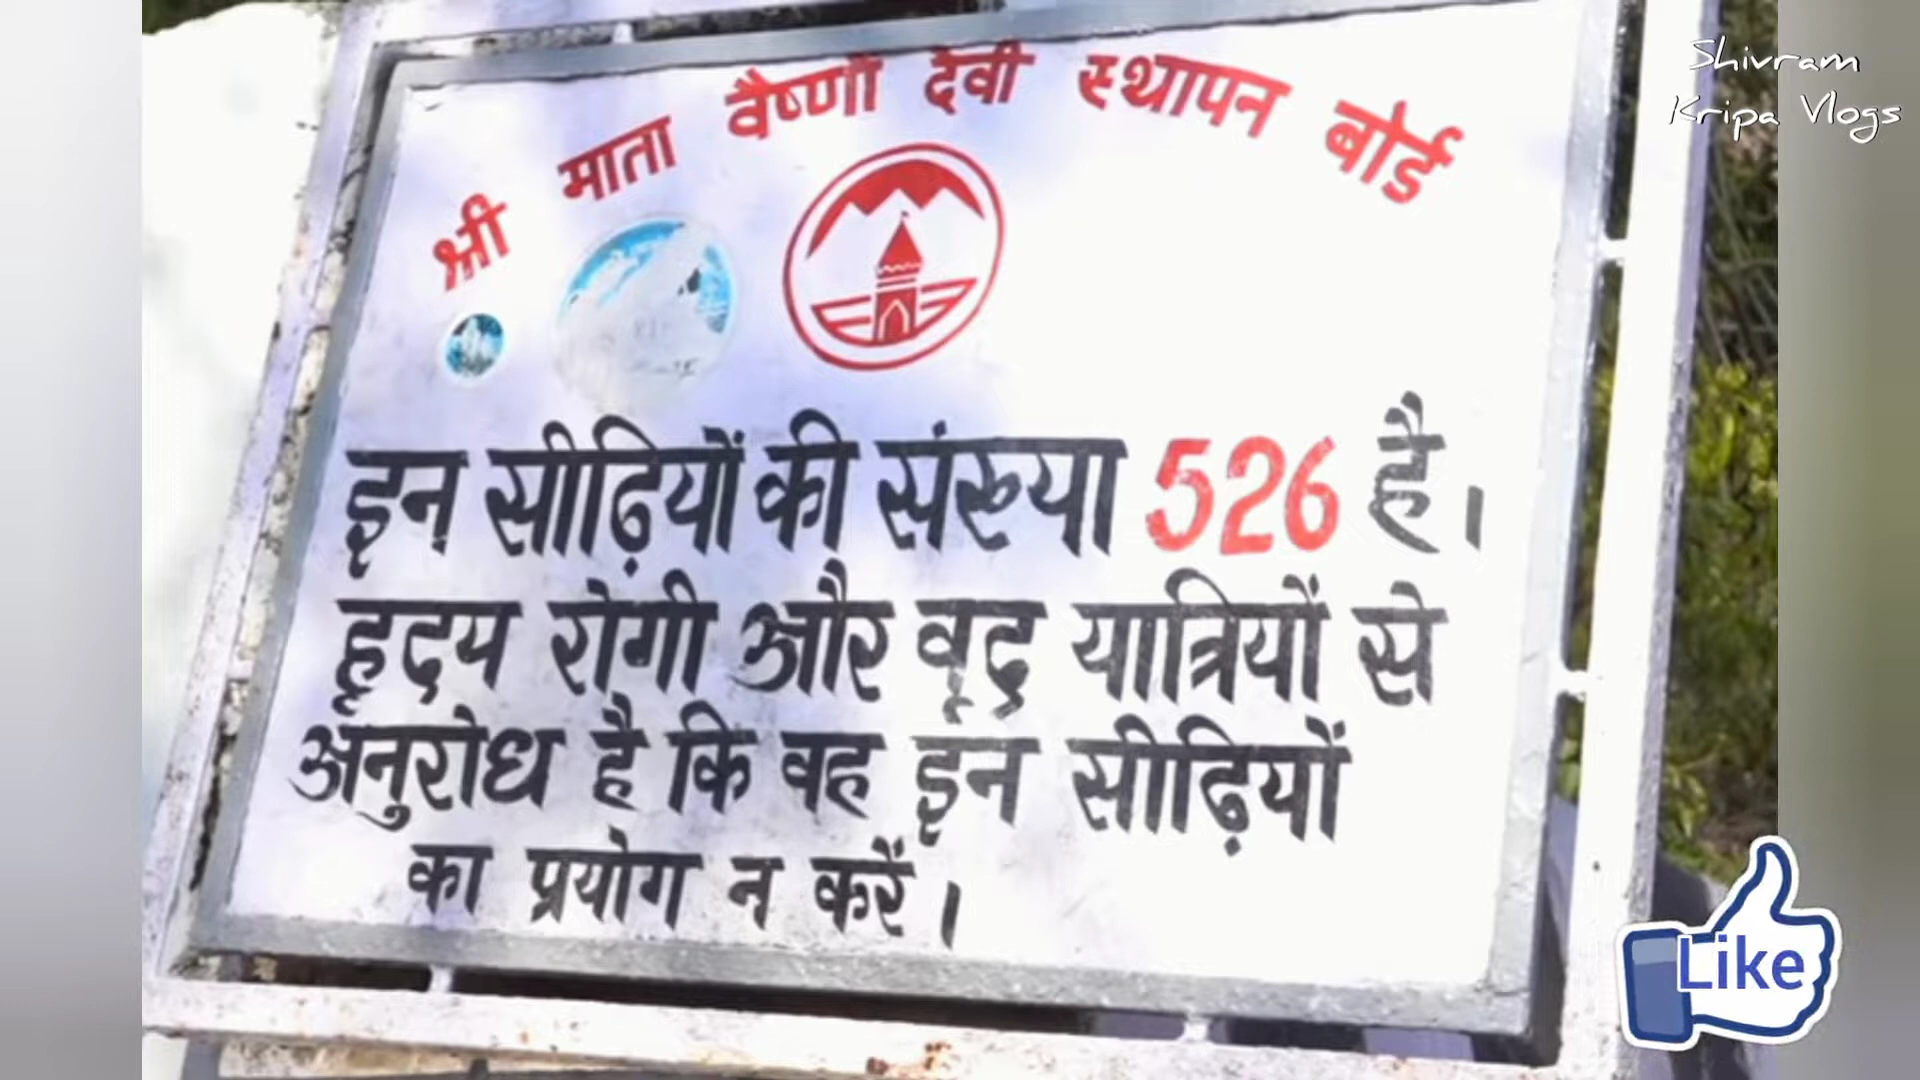 श्री माता वैष्णो देवी स्थापन बोर्ड
इन सीढ़ियों की संख्या 526 है।
हृदय रोगी और वृद्ध यात्रियों से
अनुरोध है कि वह इन सीढ़ियों
का प्रयोग न करें।
Shivram
Kripa Vlogs
Like